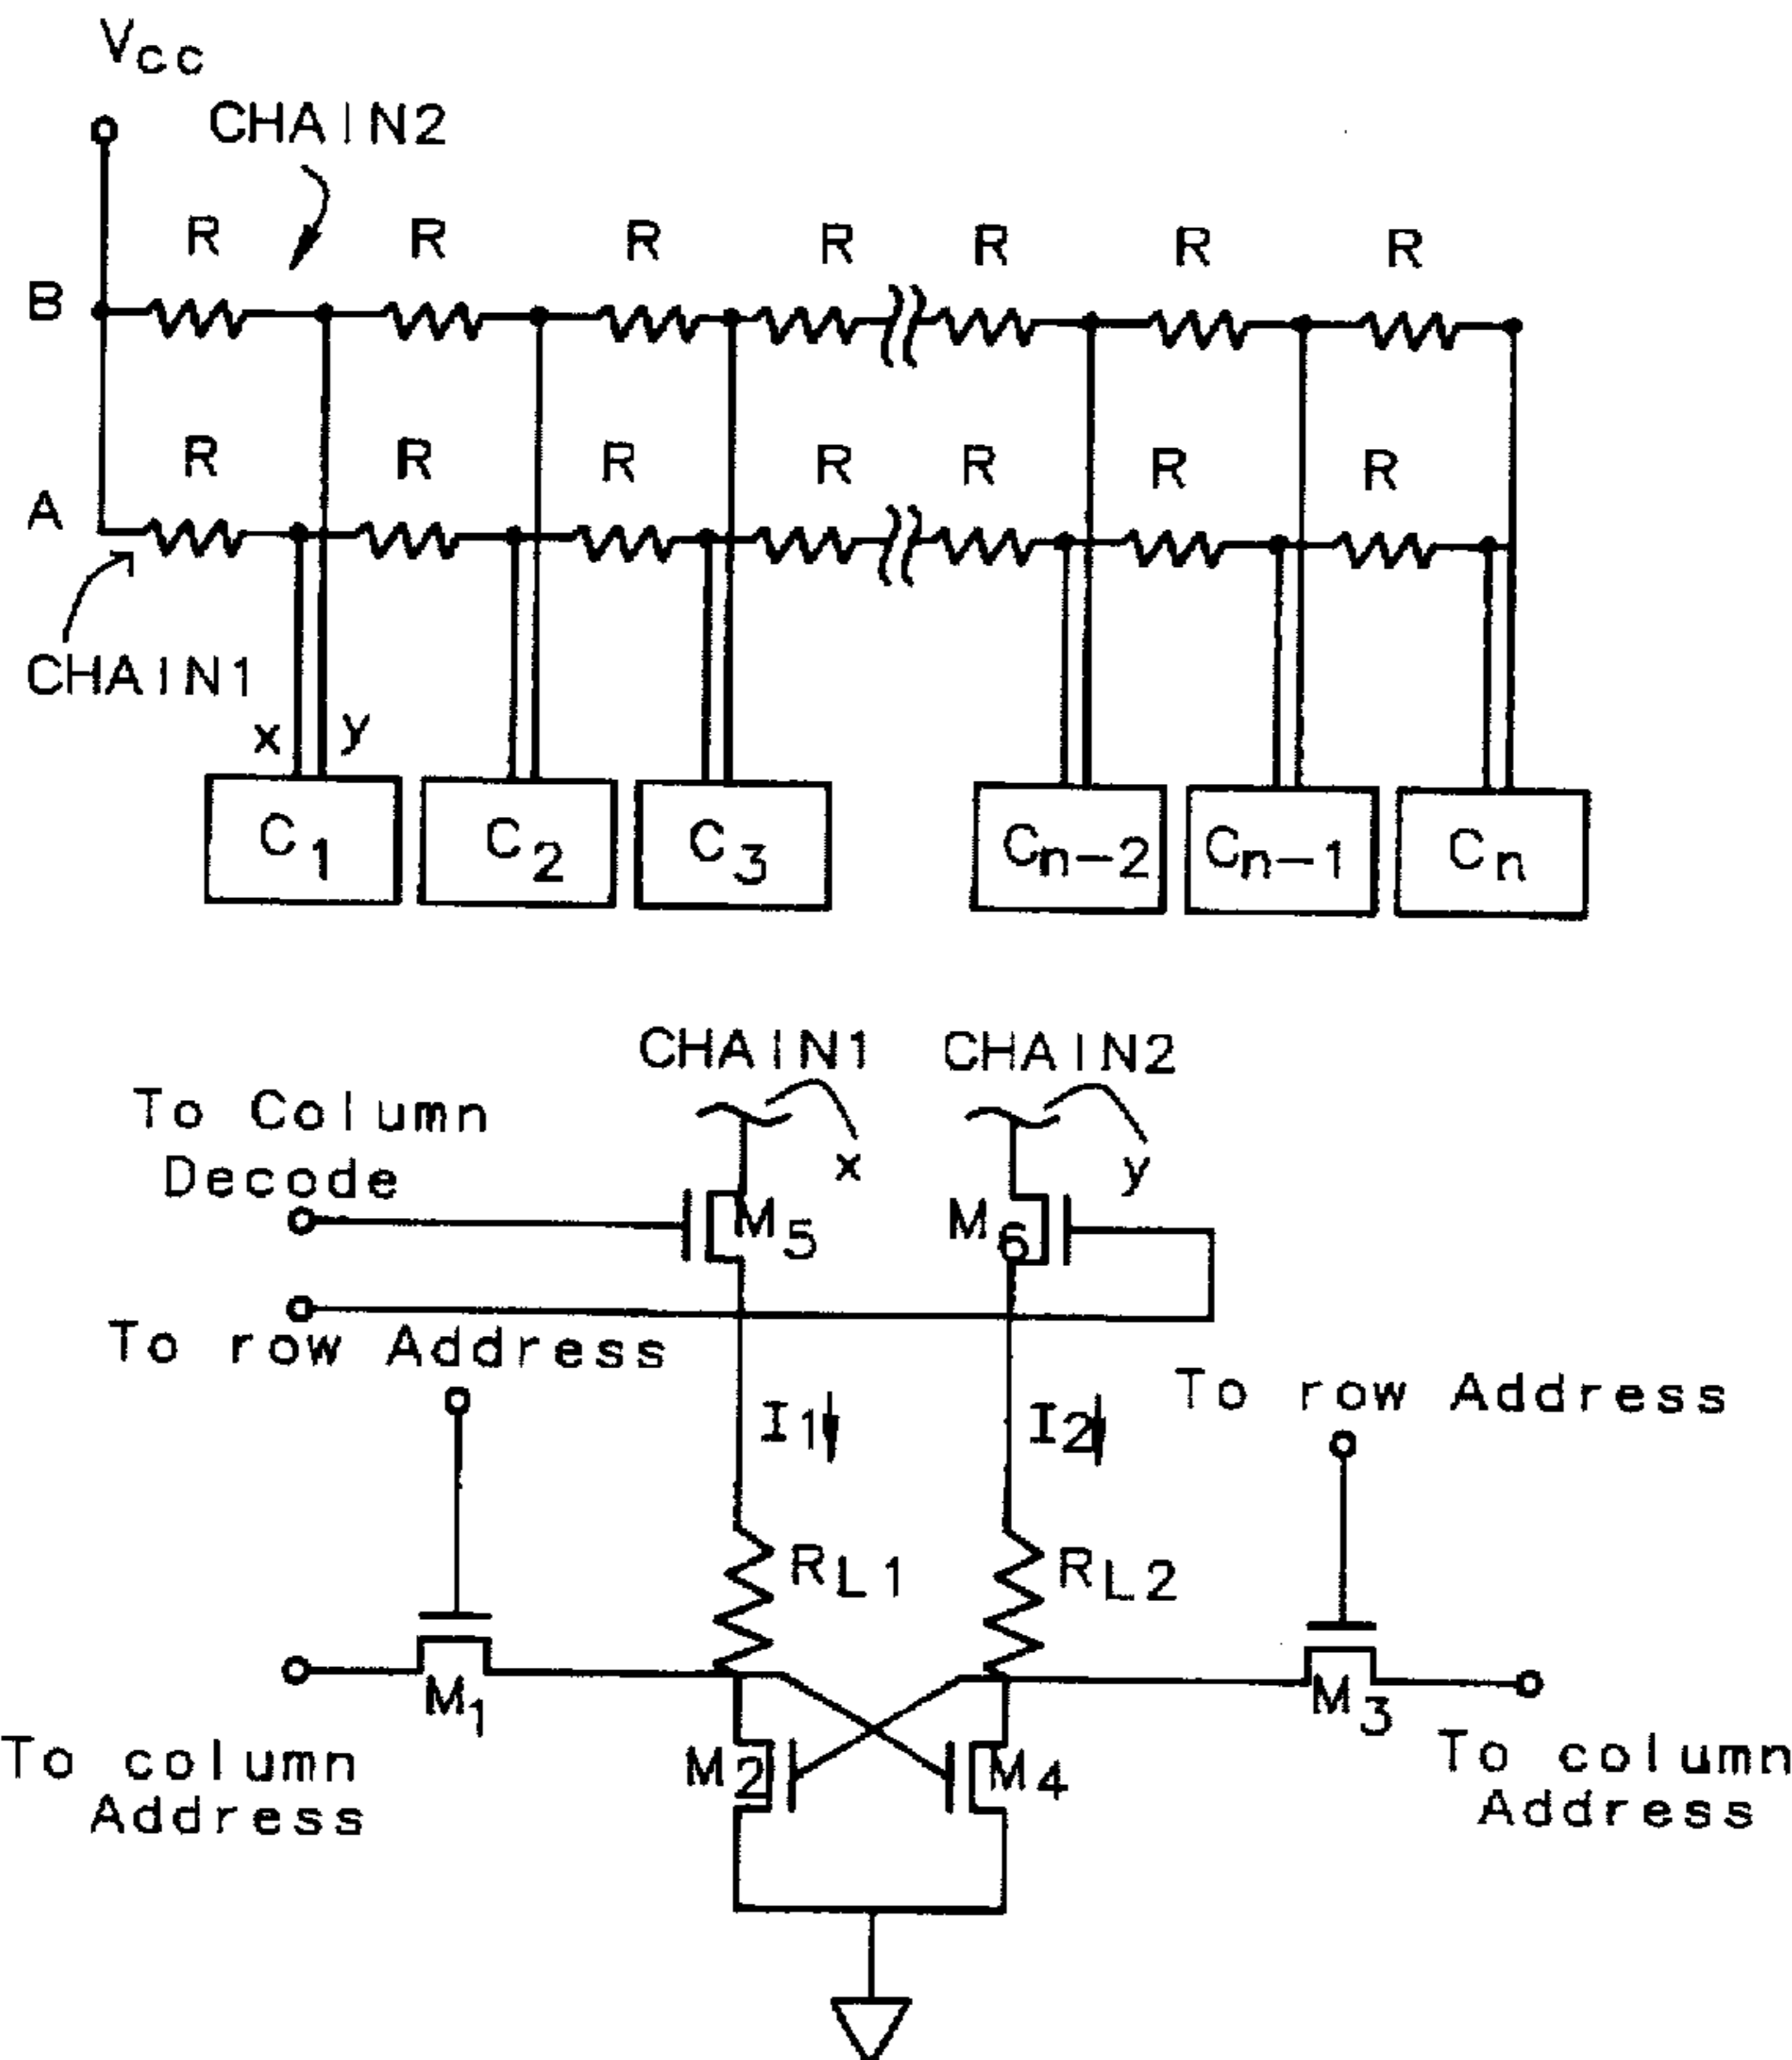 Vcc
CHAIN2
R R R R R R R
B
R R R R R R R
A
CHAIN1
x y
C1 C2 C3 Cn-2 Cn-1 Cn
CHAIN1 CHAIN2
To Column
Decode
x y
M5 M6
To row Address
To row Address
I1 I2
RL1 RL2
M1 M3
To column
Address
M2 M4
To column
Address